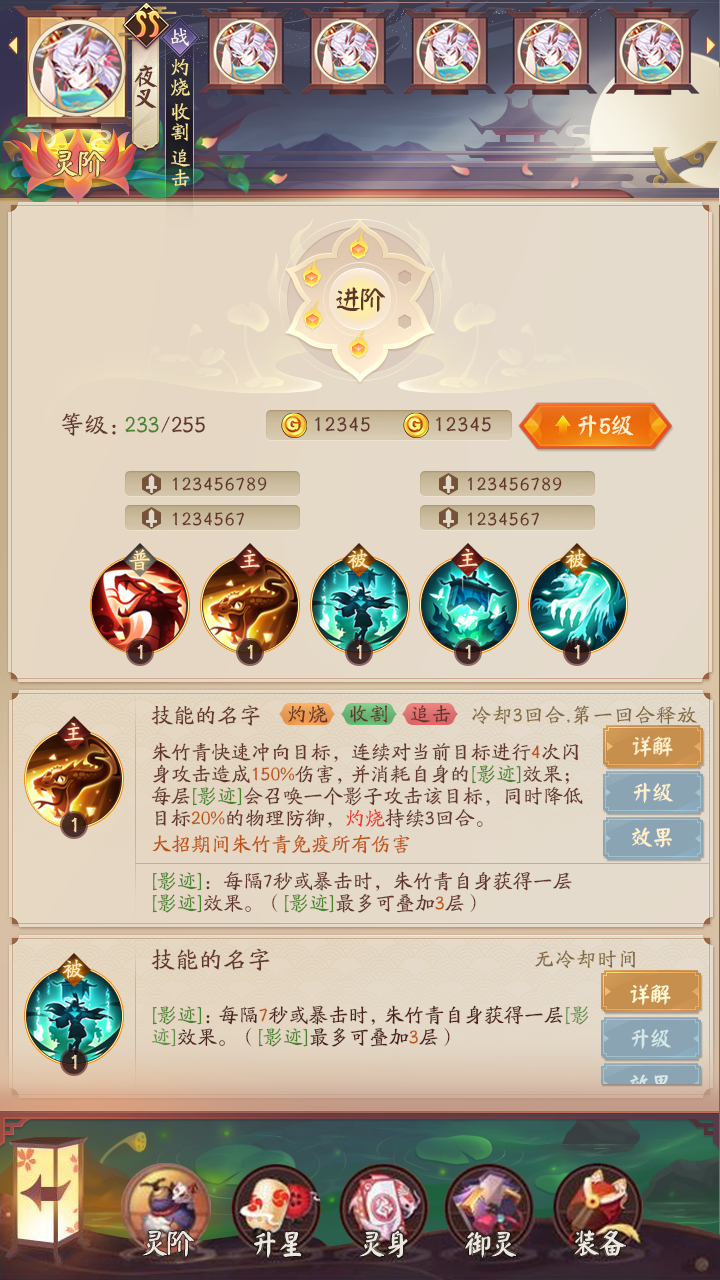 SS
夜叉
战
灼烧 收割 追击
灵阶
进阶
等级: 233/255
G 12345 G 12345
升5级
123456789 123456789
1234567 1234567
普 主 被 主 被
1 1 1 1 1
技能的名字 灼烧 收割 追击 冷却3回合.第一回合释放
主
1
朱竹青快速冲向目标，连续对当前目标进行4次闪
身攻击造成150%伤害，并消耗自身的[影迹]效果；
每层[影迹]会召唤一个影子攻击该目标，同时降低
目标20%的物理防御，灼烧持续3回合。
大招期间朱竹青免疫所有伤害
详解
升级
效果
[影迹]：每隔7秒或暴击时，朱竹青自身获得一层
[影迹]效果。（[影迹]最多可叠加3层）
技能的名字 无冷却时间
被
1
[影迹]：每隔7秒或暴击时，朱竹青自身获得一层[影
迹]效果。（[影迹]最多可叠加3层）
详解
升级
效果
灵阶 升星 灵身 御灵 装备